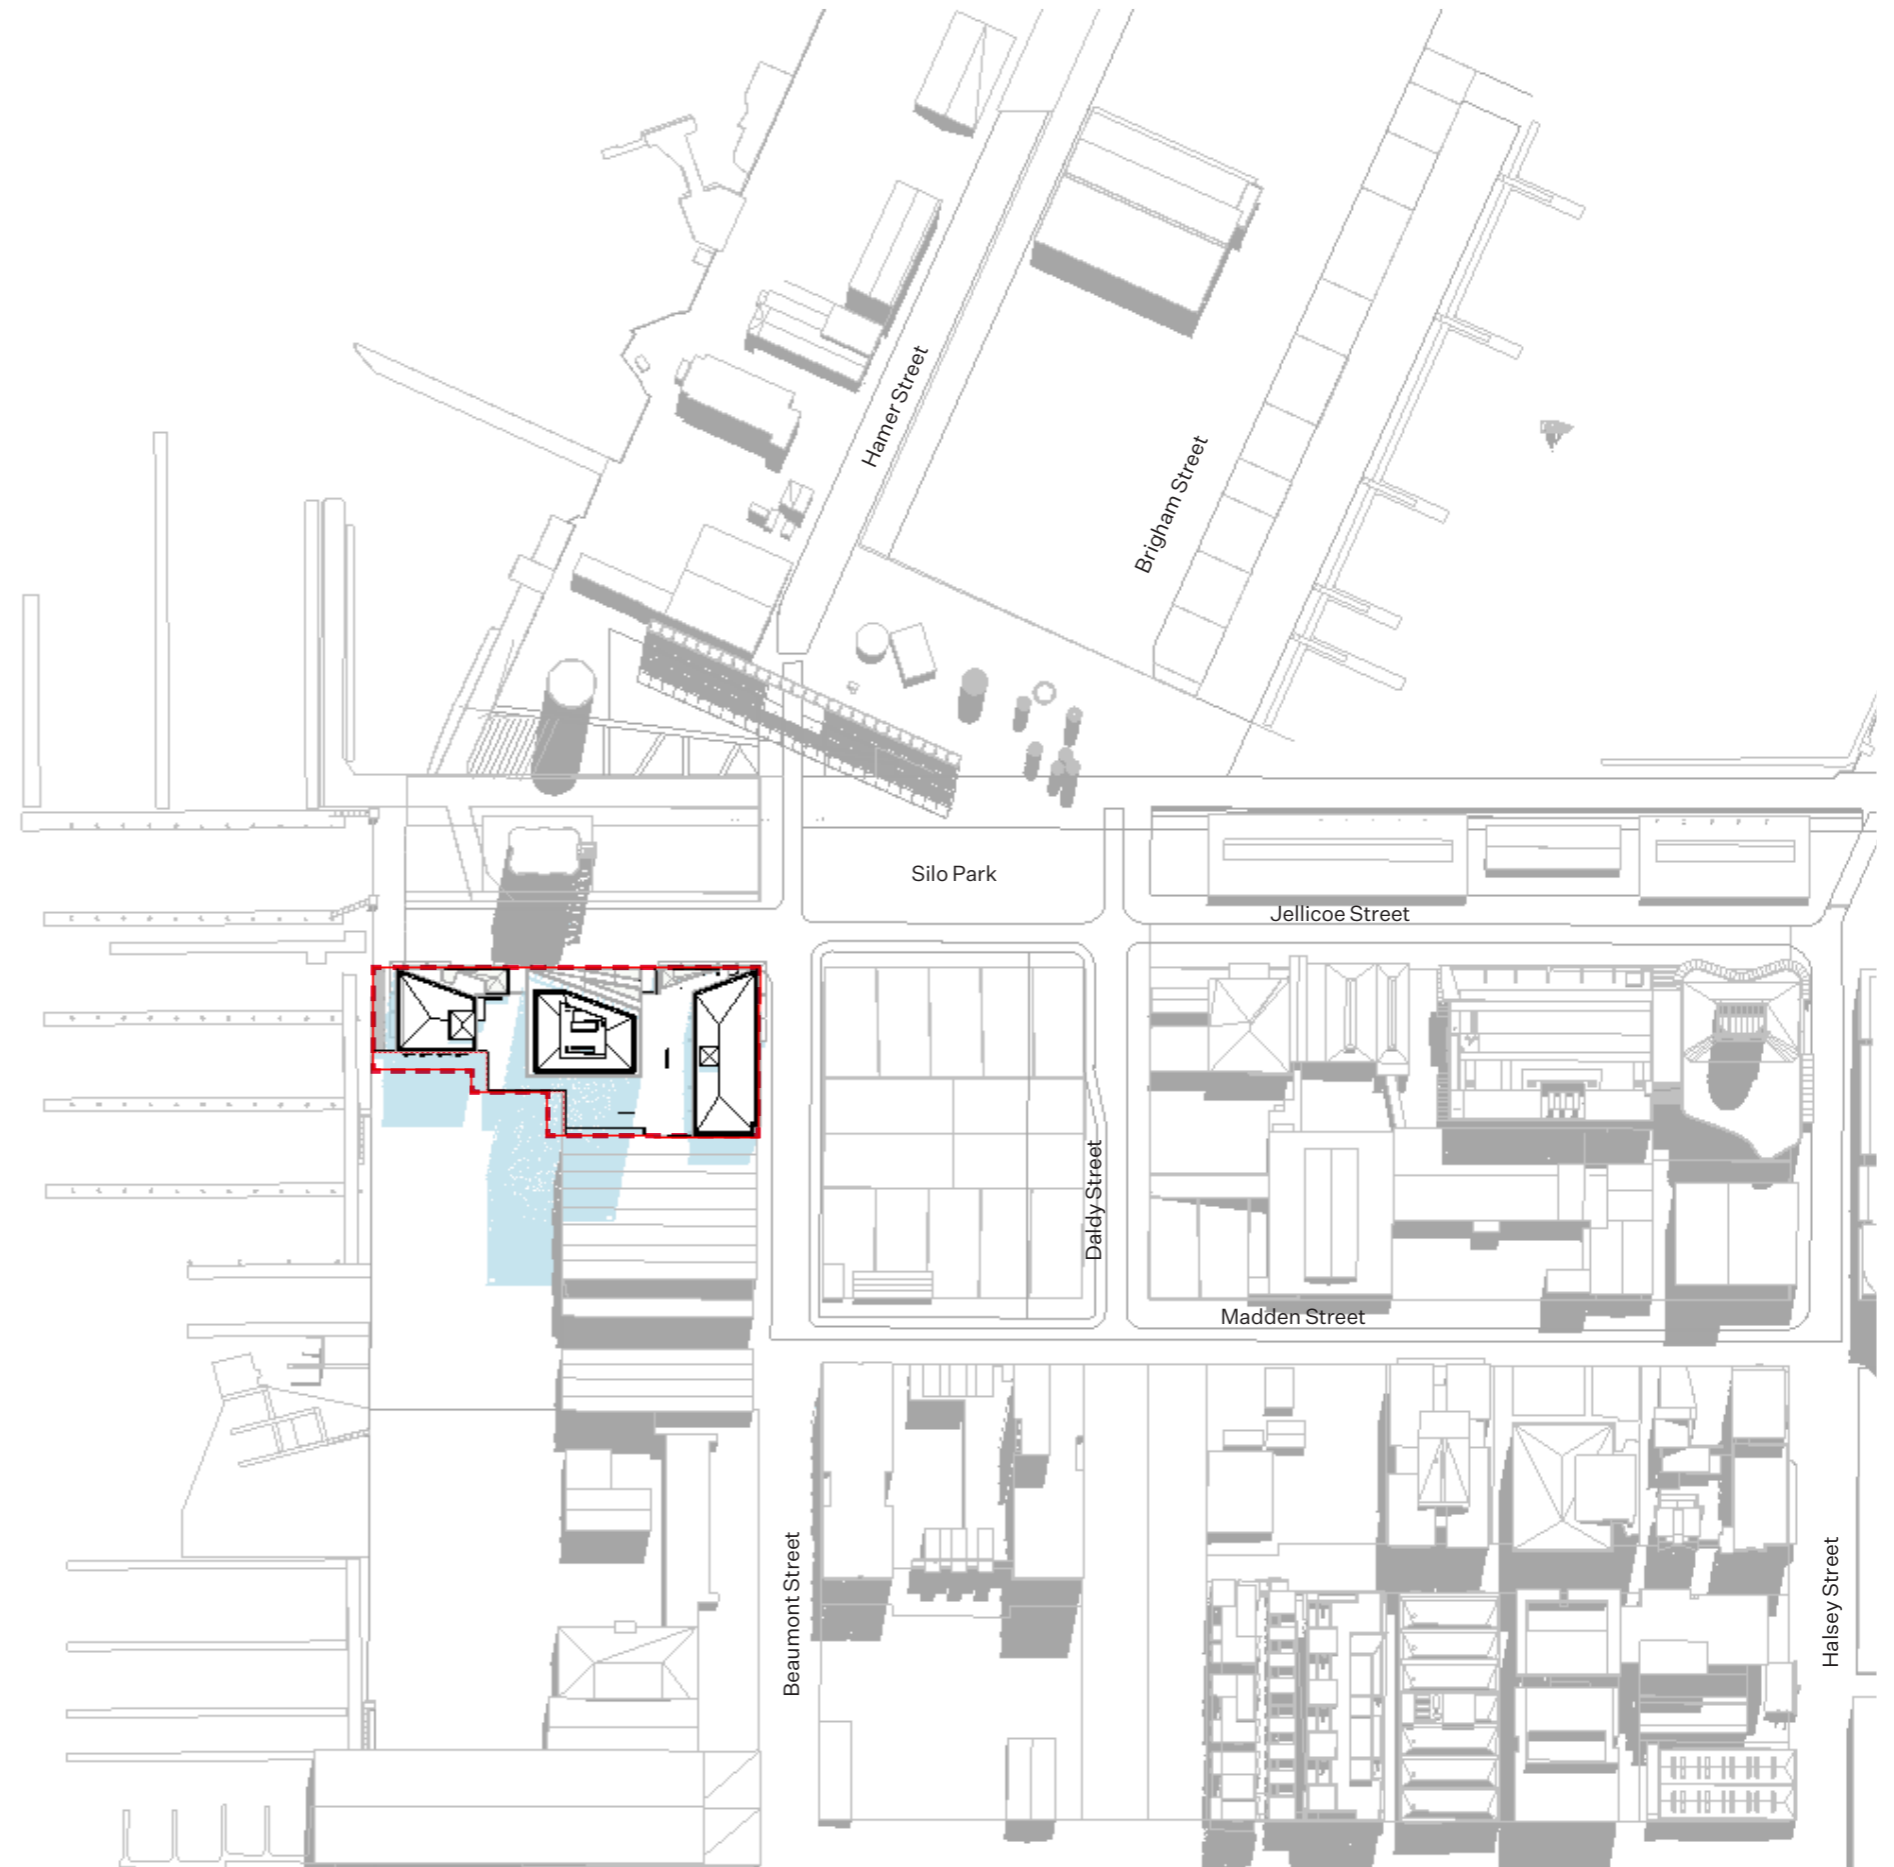 Hamer Street
Brigham Street
Silo Park
Jellicoe Street
Daldy Street
Madden Street
Beaumont Street
Halsey Street